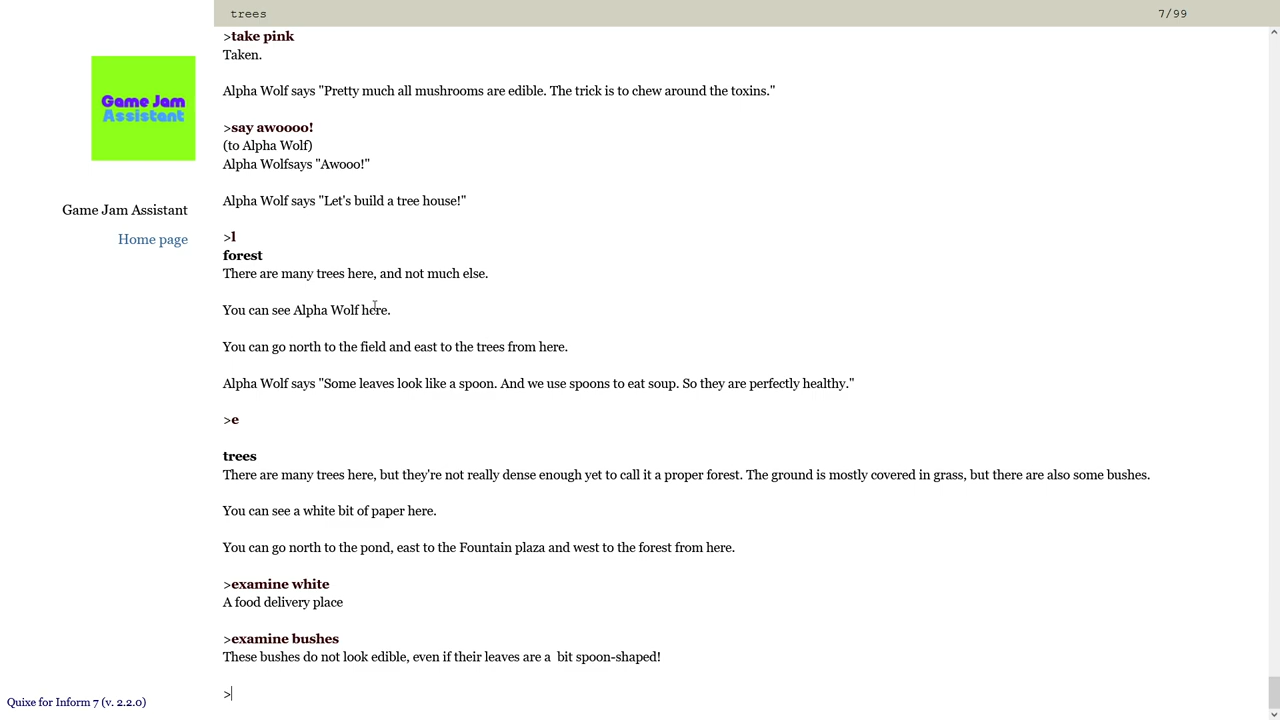 trees 7/99
>take pink
Taken.
Alpha Wolf says "Pretty much all mushrooms are edible. The trick is to chew around the toxins."
>say awoooo!
(to Alpha Wolf)
Alpha Wolfsays "Awooo!"
Alpha Wolf says "Let's build a tree house!"
>l
forest
There are many trees here, and not much else.
You can see Alpha Wolf here.
You can go north to the field and east to the trees from here.
Alpha Wolf says "Some leaves look like a spoon. And we use spoons to eat soup. So they are perfectly healthy."
>e
trees
There are many trees here, but they're not really dense enough yet to call it a proper forest. The ground is mostly covered in grass, but there are also some bushes.
You can see a white bit of paper here.
You can go north to the pond, east to the Fountain plaza and west to the forest from here.
>examine white
A food delivery place
>examine bushes
These bushes do not look edible, even if their leaves are a  bit spoon-shaped!
>
Game Jam
Assistant
Game Jam Assistant
Home page
Quixe for Inform 7 (v. 2.2.0)